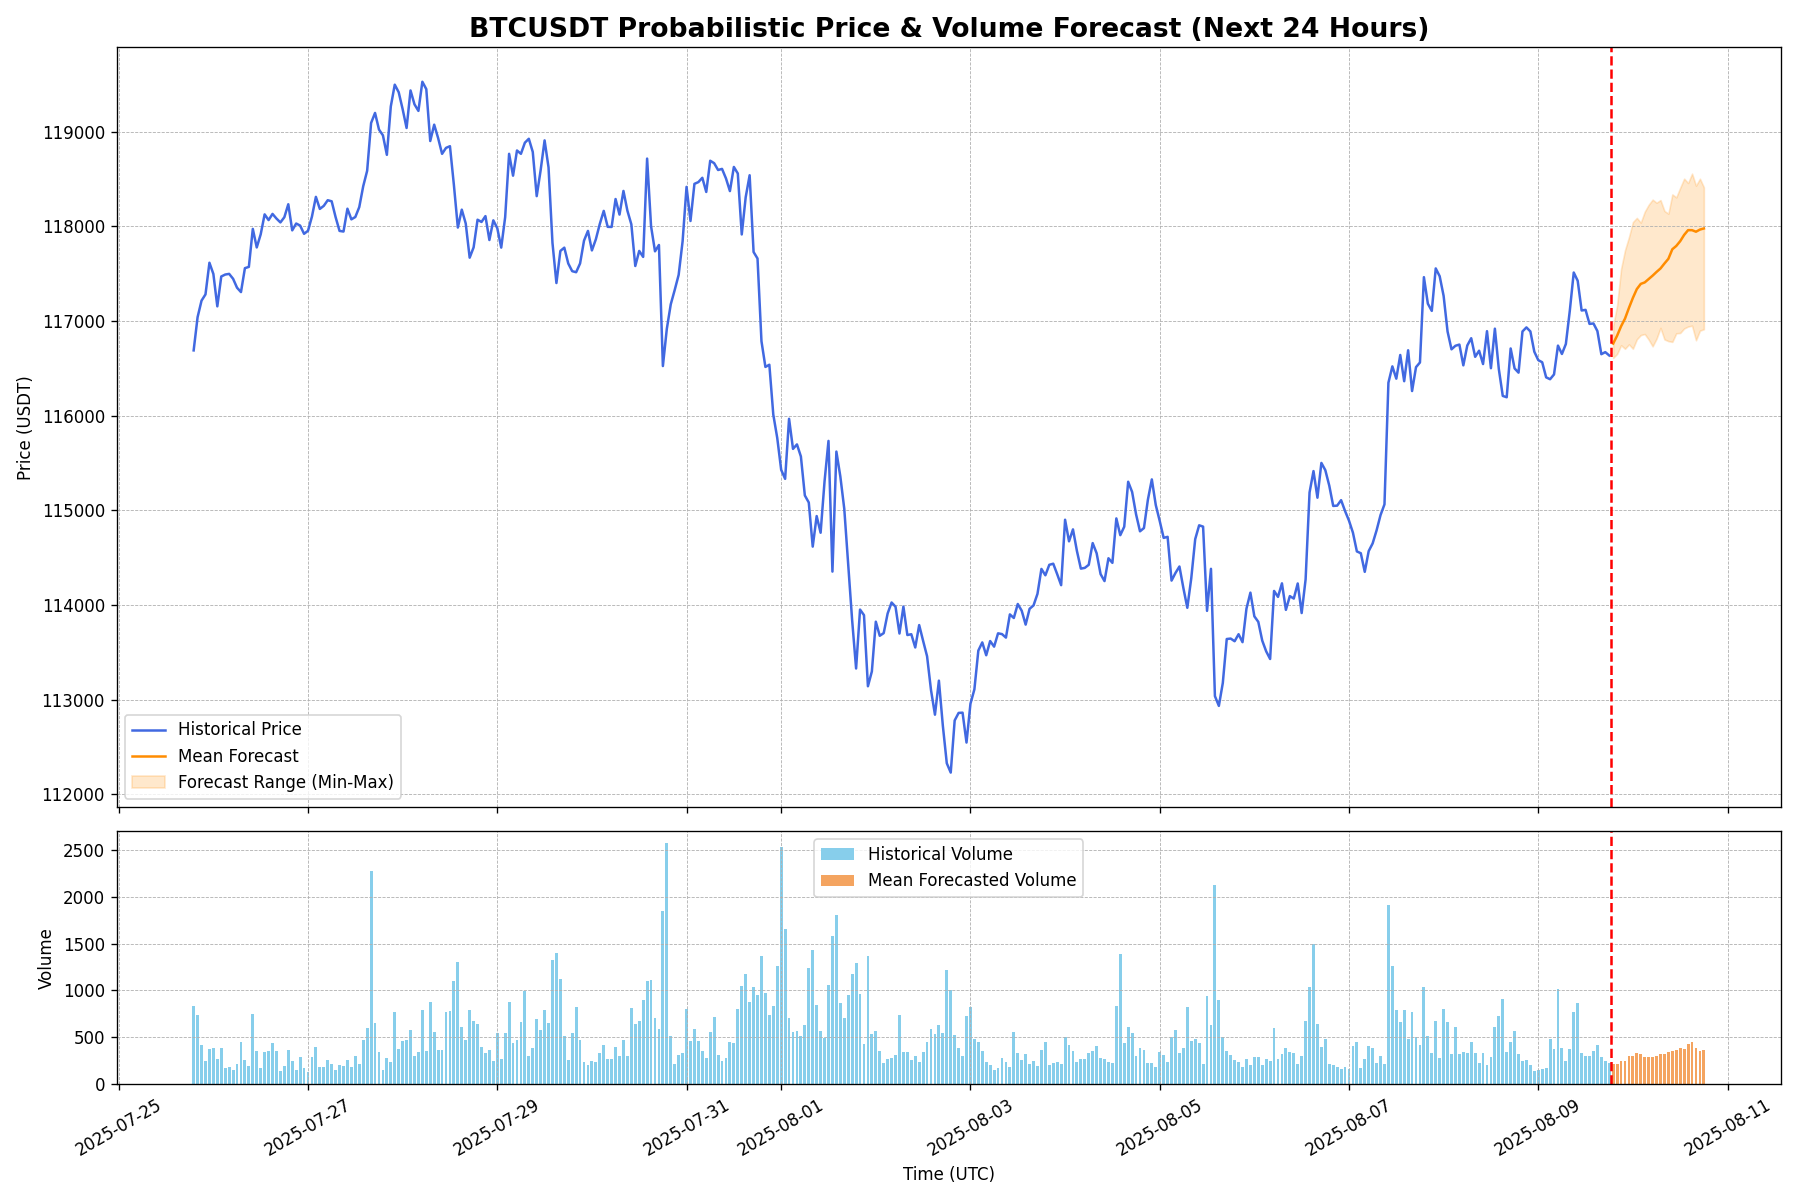 BTCUSDT Probabilistic Price & Volume Forecast (Next 24 Hours)
Price (USDT)
119000
118000
117000
116000
115000
114000
113000
112000
Historical Price
Mean Forecast
Forecast Range (Min-Max)
Volume
2500
2000
1500
1000
500
0
Historical Volume
Mean Forecasted Volume
2025-07-25
2025-07-27
2025-07-29
2025-07-31
2025-08-01
2025-08-03
2025-08-05
2025-08-07
2025-08-09
2025-08-11
Time (UTC)